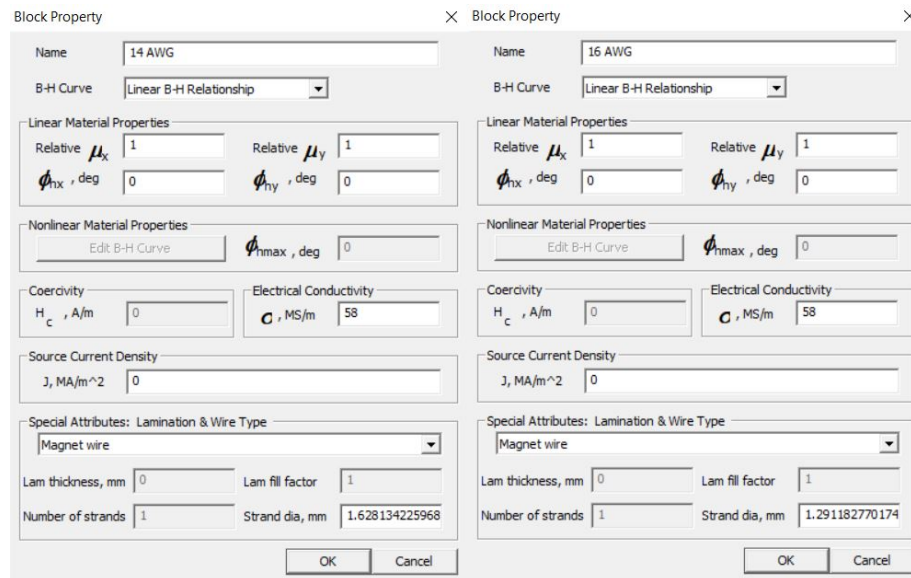 Block Property
Name 14 AWG
B-H Curve Linear B-H Relationship
Linear Material Properties
Relative μx 1 Relative μy 1
ϕhx , deg 0 ϕhy , deg 0
Nonlinear Material Properties
Edit B-H Curve ϕhmax , deg 0
Coercivity Electrical Conductivity
H c , A/m 0 σ , MS/m 58
Source Current Density
J, MA/m^2 0
Special Attributes: Lamination & Wire Type
Magnet wire
Lam thickness, mm 0 Lam fill factor 1
Number of strands 1 Strand dia, mm 1.628134225968
OK Cancel
Block Property
Name 16 AWG
B-H Curve Linear B-H Relationship
Linear Material Properties
Relative μx 1 Relative μy 1
ϕhx , deg 0 ϕhy , deg 0
Nonlinear Material Properties
Edit B-H Curve ϕhmax , deg 0
Coercivity Electrical Conductivity
H c , A/m 0 σ , MS/m 58
Source Current Density
J, MA/m^2 0
Special Attributes: Lamination & Wire Type
Magnet wire
Lam thickness, mm 0 Lam fill factor 1
Number of strands 1 Strand dia, mm 1.291182770174
OK Cancel